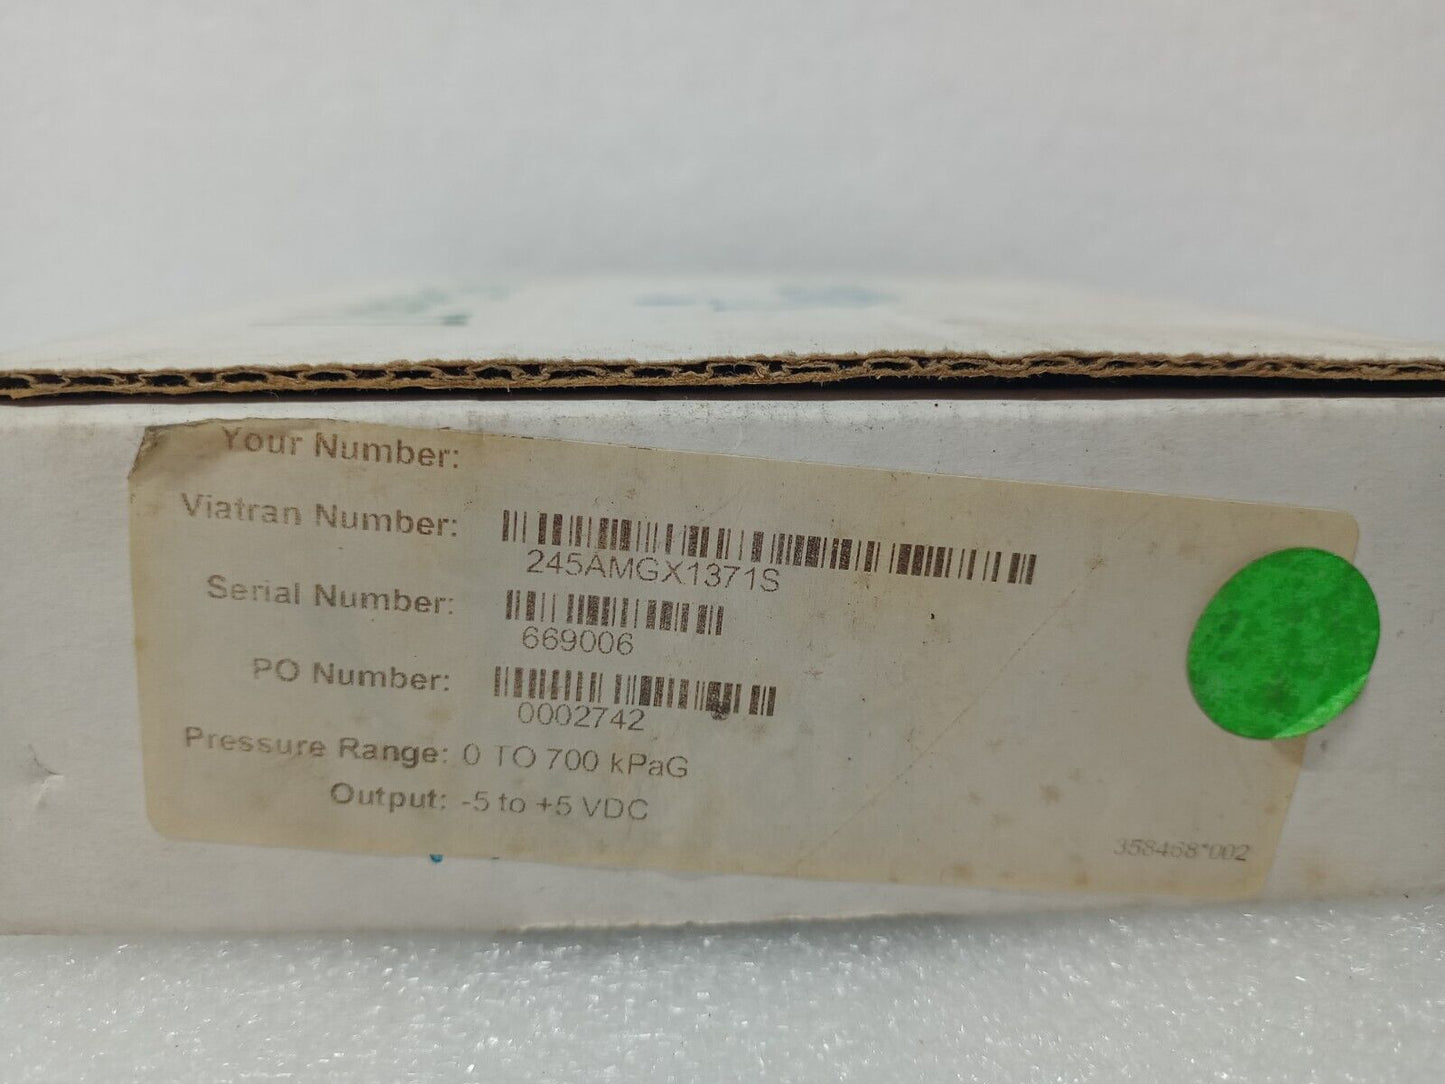 Your Number:
Viatran Number:
245AMGX1371S
Serial Number:
669006
PO Number:
0002742
Pressure Range: 0 TO 700 kPaG
Output: -5 to +5 VDC
358468*002